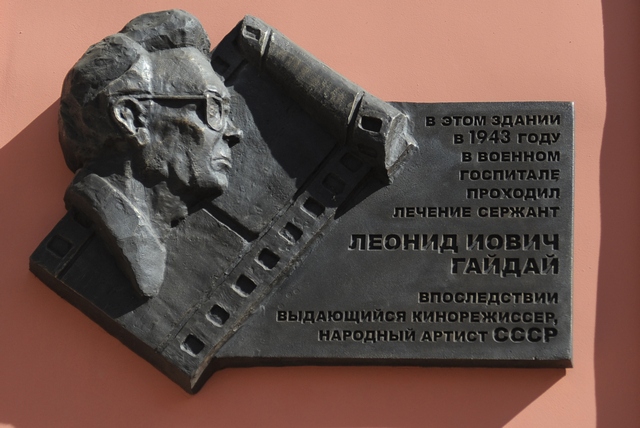 В ЭТОМ ЗДАНИИ
В 1943 ГОДУ
В ВОЕННОМ
ГОСПИТАЛЕ
ПРОХОДИЛ
ЛЕЧЕНИЕ СЕРЖАНТ
ЛЕОНИД ИОВИЧ
ГАЙДАЙ
ВПОСЛЕДСТВИИ
ВЫДАЮЩИЙСЯ КИНОРЕЖИССЕР,
НАРОДНЫЙ АРТИСТ СССР